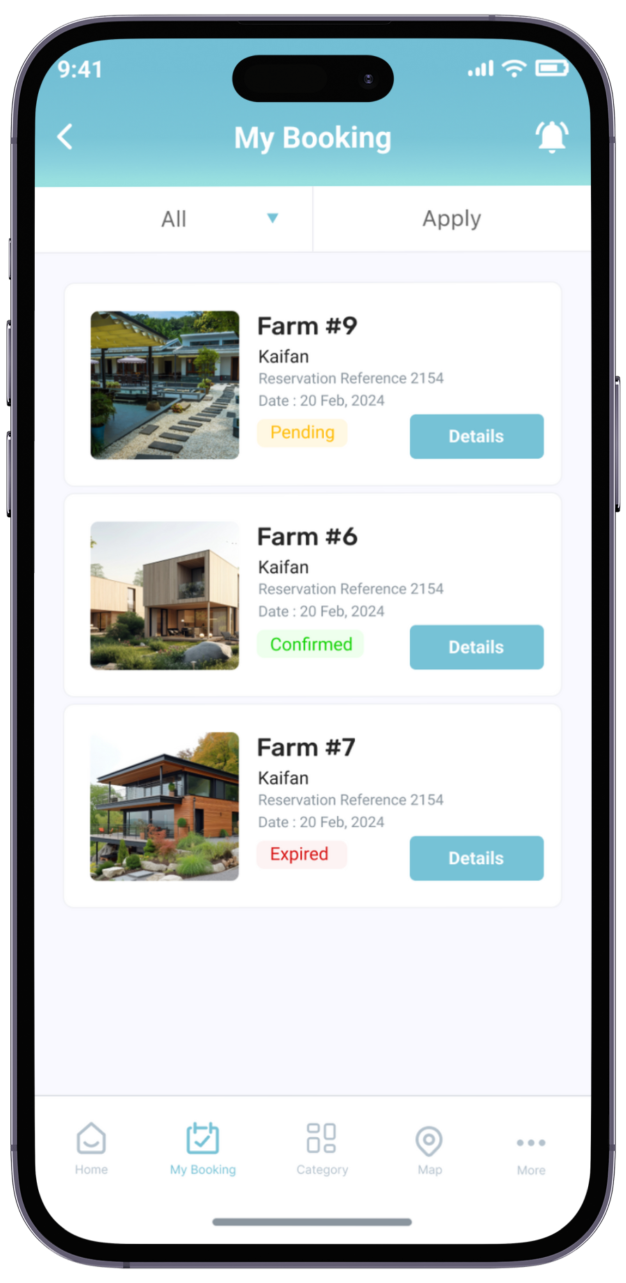 9:41
My Booking
All
Apply
Farm #9
Kaifan
Reservation Reference 2154
Date : 20 Feb, 2024
Pending
Details
Farm #6
Kaifan
Reservation Reference 2154
Date : 20 Feb, 2024
Confirmed
Details
Farm #7
Kaifan
Reservation Reference 2154
Date : 20 Feb, 2024
Expired
Details
Home
My Booking
Category
Map
More